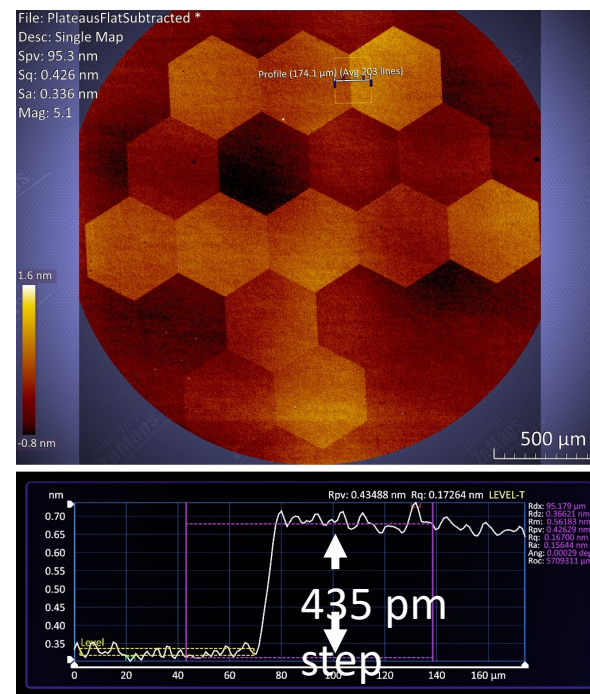 File: PlateausFlatSubtracted *
Desc: Single Map
Spv: 95.3 nm
Sq: 0.426 nm
Sa: 0.336 nm
Mag: 5.1
Profile (174.1 µm) (Avg 203 lines)
1.6 nm
-0.8 nm
500 µm
nm
Rpv: 0.43488 nm Rq: 0.17264 nm LEVEL-T
0.70
0.65
0.60
0.55
0.50
0.45
0.40
0.35
Level
Rdx: 95.179 µm
Rdz: 0.36621 nm
Rm: 0.56183 nm
Rpv: 0.42629 nm
Rq: 0.16700 nm
Ra: 0.15644 nm
Ang: 0.00029 deg
Roc: 5709311 µm
435 pm
step
0 20 40 60 80 100 120 140 160 µm